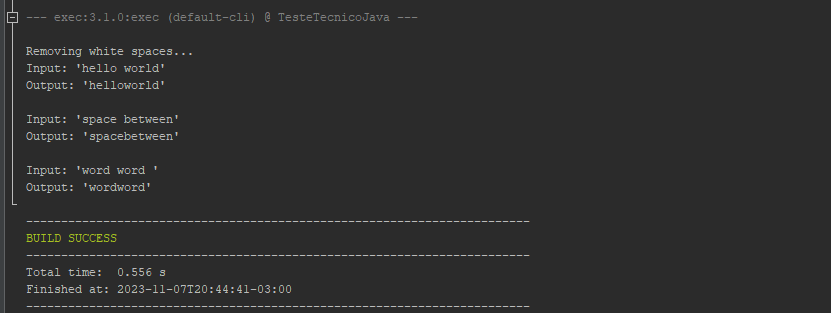 --- exec:3.1.0:exec (default-cli) @ TesteTecnicoJava ---
Removing white spaces...
Input: 'hello world'
Output: 'helloworld'
Input: 'space between'
Output: 'spacebetween'
Input: 'word word '
Output: 'wordword'
------------------------------------------------------------------------
BUILD SUCCESS
------------------------------------------------------------------------
Total time:  0.556 s
Finished at: 2023-11-07T20:44:41-03:00
------------------------------------------------------------------------